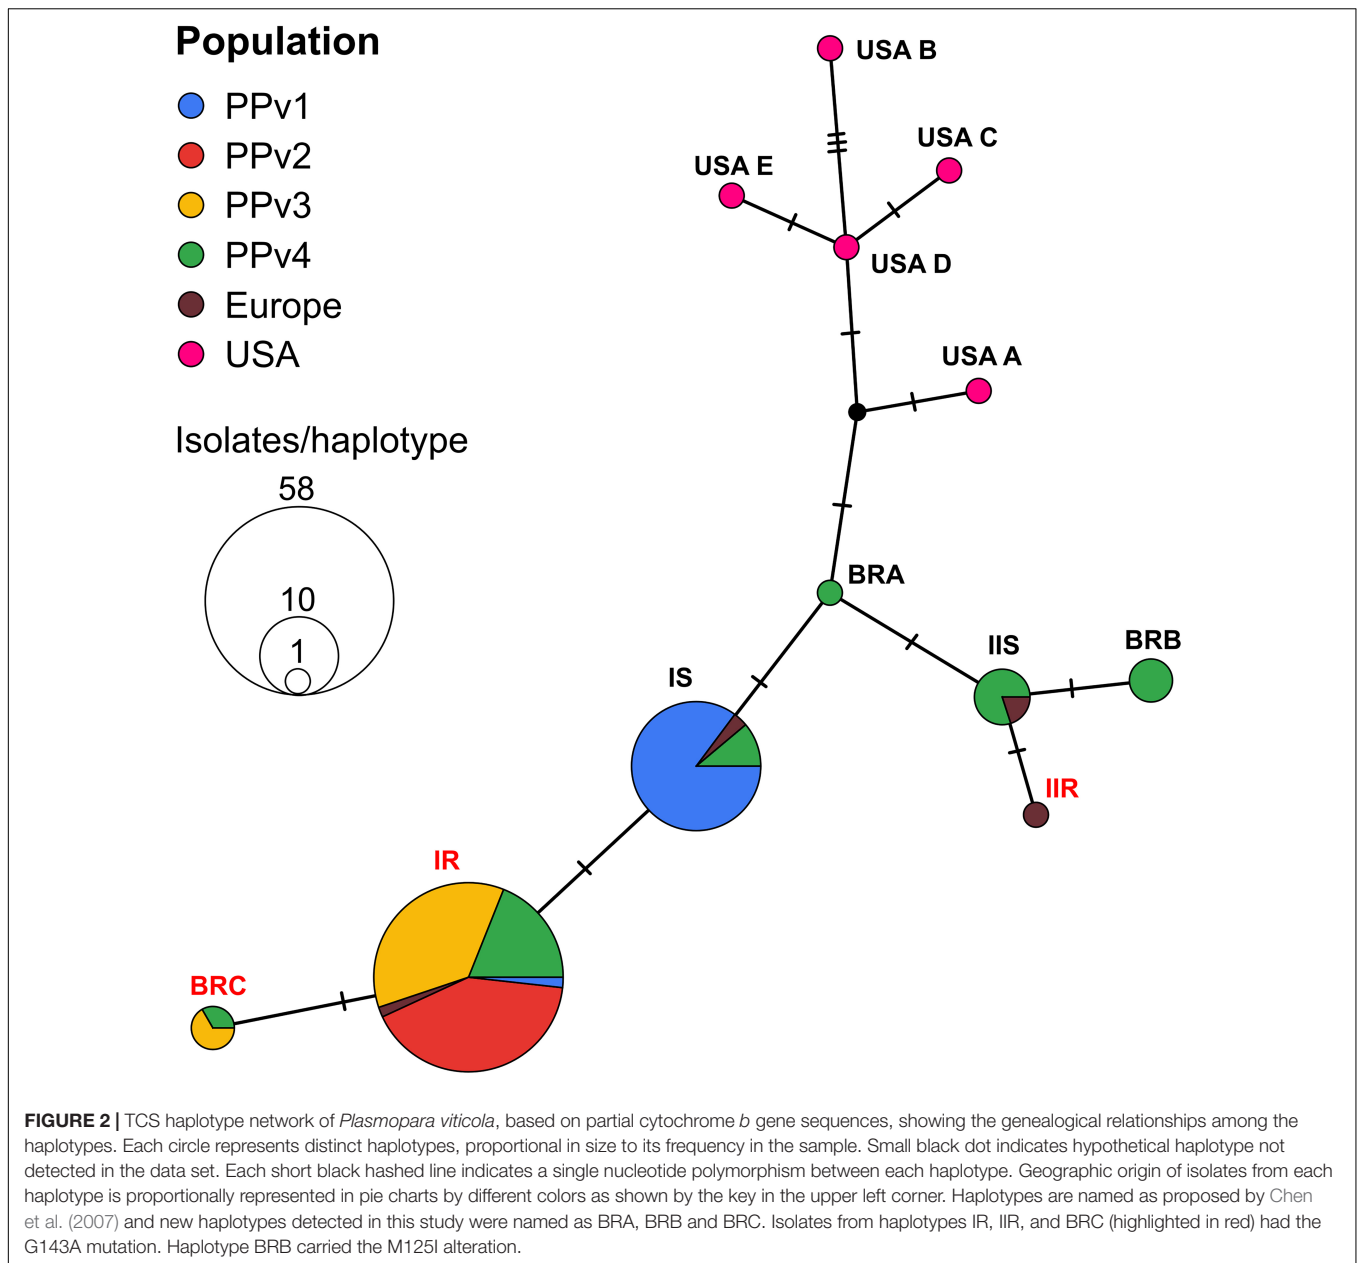 Population
PPv1
PPv2
PPv3
PPv4
Europe
USA
Isolates/haplotype
58
10
1
USA B
USA C
USA E
USA D
USA A
BRA
IIS
BRB
IS
IIR
IR
BRC
FIGURE 2 | TCS haplotype network of Plasmopara viticola, based on partial cytochrome b gene sequences, showing the genealogical relationships among the
haplotypes. Each circle represents distinct haplotypes, proportional in size to its frequency in the sample. Small black dot indicates hypothetical haplotype not
detected in the data set. Each short black hashed line indicates a single nucleotide polymorphism between each haplotype. Geographic origin of isolates from each
haplotype is proportionally represented in pie charts by different colors as shown by the key in the upper left corner. Haplotypes are named as proposed by Chen
et al. (2007) and new haplotypes detected in this study were named as BRA, BRB and BRC. Isolates from haplotypes IR, IIR, and BRC (highlighted in red) had the
G143A mutation. Haplotype BRB carried the M125I alteration.